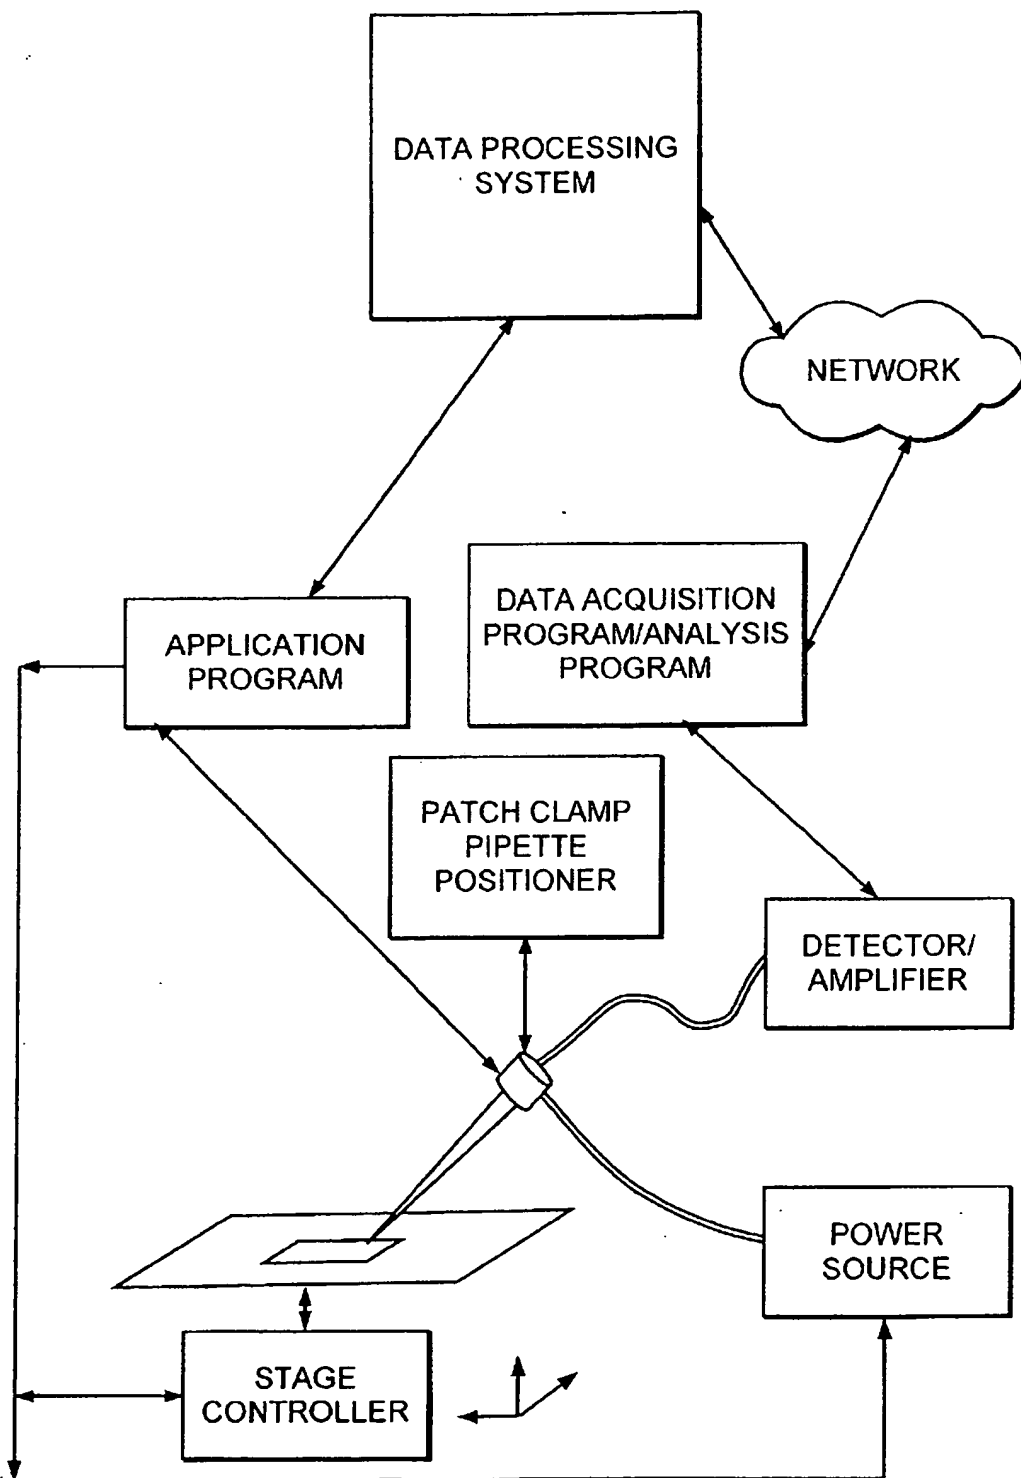 DATA PROCESSING
SYSTEM
NETWORK
DATA ACQUISITION
PROGRAM/ANALYSIS
PROGRAM
APPLICATION
PROGRAM
PATCH CLAMP
PIPETTE
POSITIONER
DETECTOR/
AMPLIFIER
POWER
SOURCE
STAGE
CONTROLLER